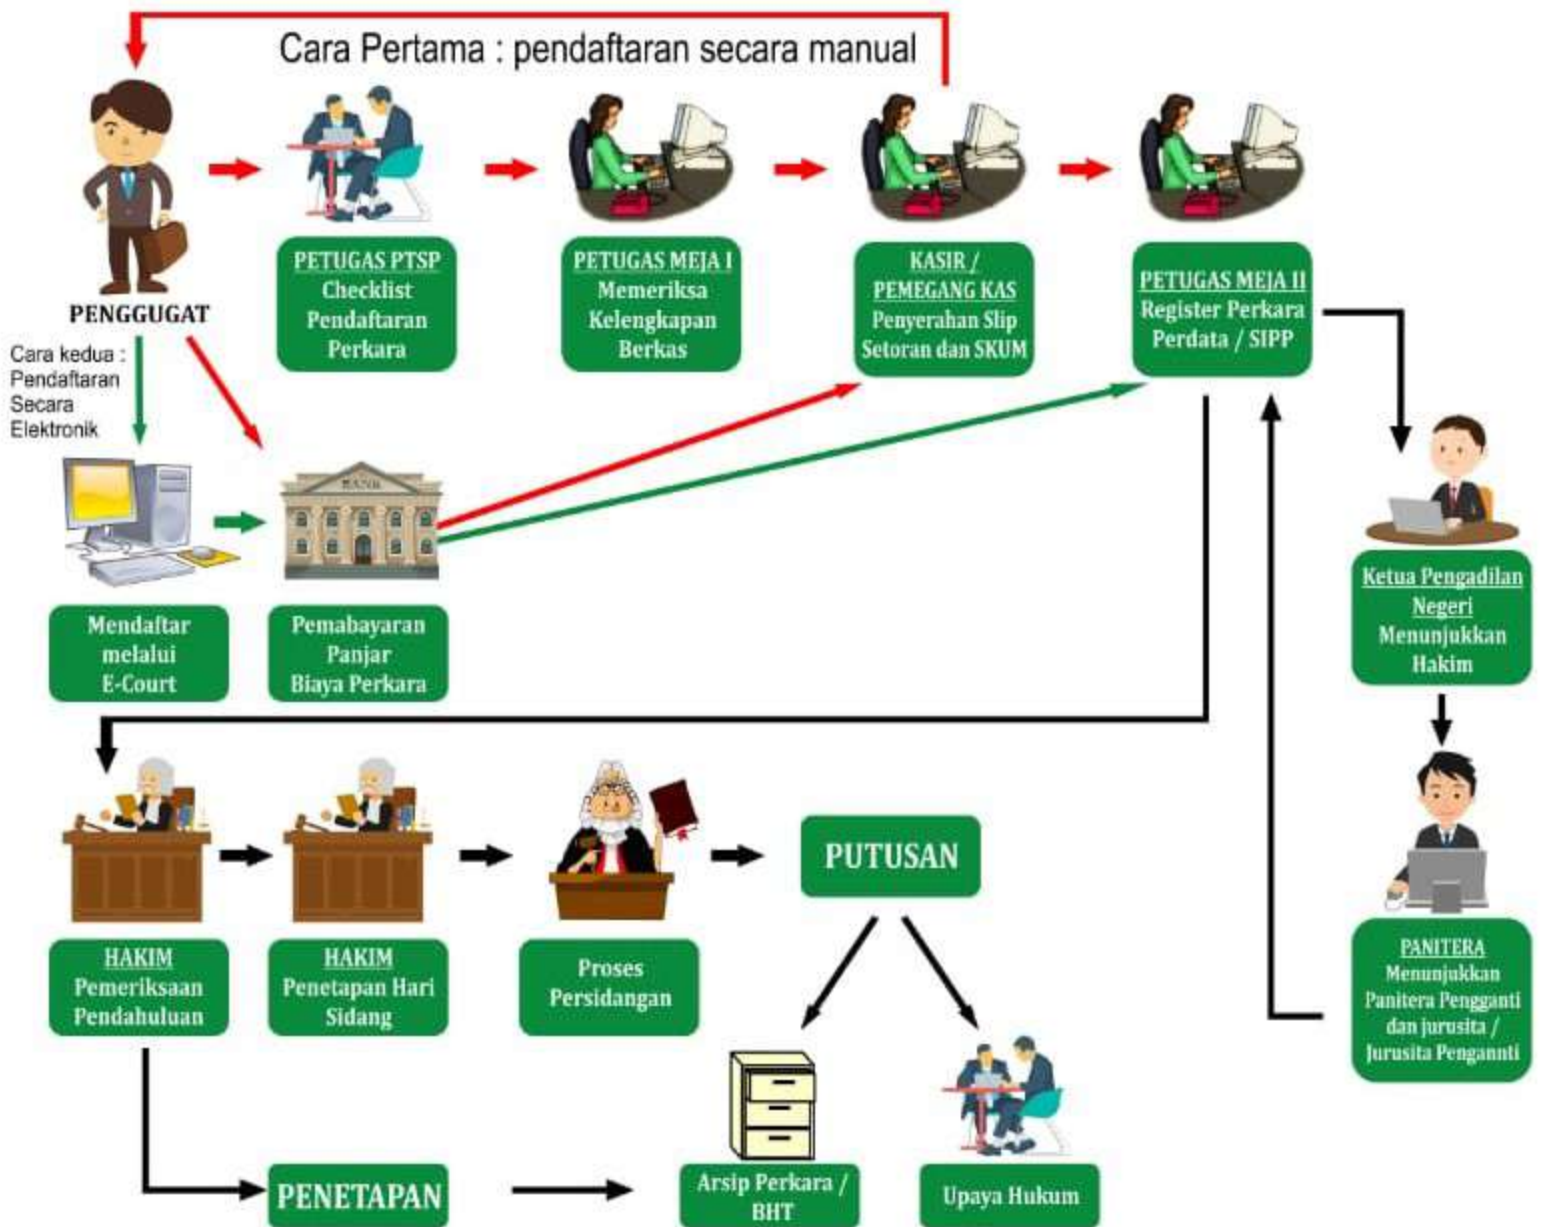 Cara Pertama : pendaftaran secara manual
PENGGUGAT
PETUGAS PTSP
Checklist
Pendaftaran
Perkara
PETUGAS MEJA I
Memeriksa
Kelengkapan
Berkas
KASIR /
PEMEGANG KAS
Penyerahan Slip
Setoran dan SKUM
PETUGAS MEJA II
Register Perkara
Perdata / SIPP
Cara kedua :
Pendaftaran
Secara
Elektronik
BANK
Mendaftar
melalui
E-Court
Pemabayaran
Panjar
Biaya Perkara
Ketua Pengadilan
Negeri
Menunjukkan
Hakim
PANITERA
Menunjukkan
Panitera Pengganti
dan jurusita /
Jurusita Pengannti
HAKIM
Pemeriksaan
Pendahuluan
HAKIM
Penetapan Hari
Sidang
Proses
Persidangan
PUTUSAN
PENETAPAN
Arsip Perkara /
BHT
Upaya Hukum